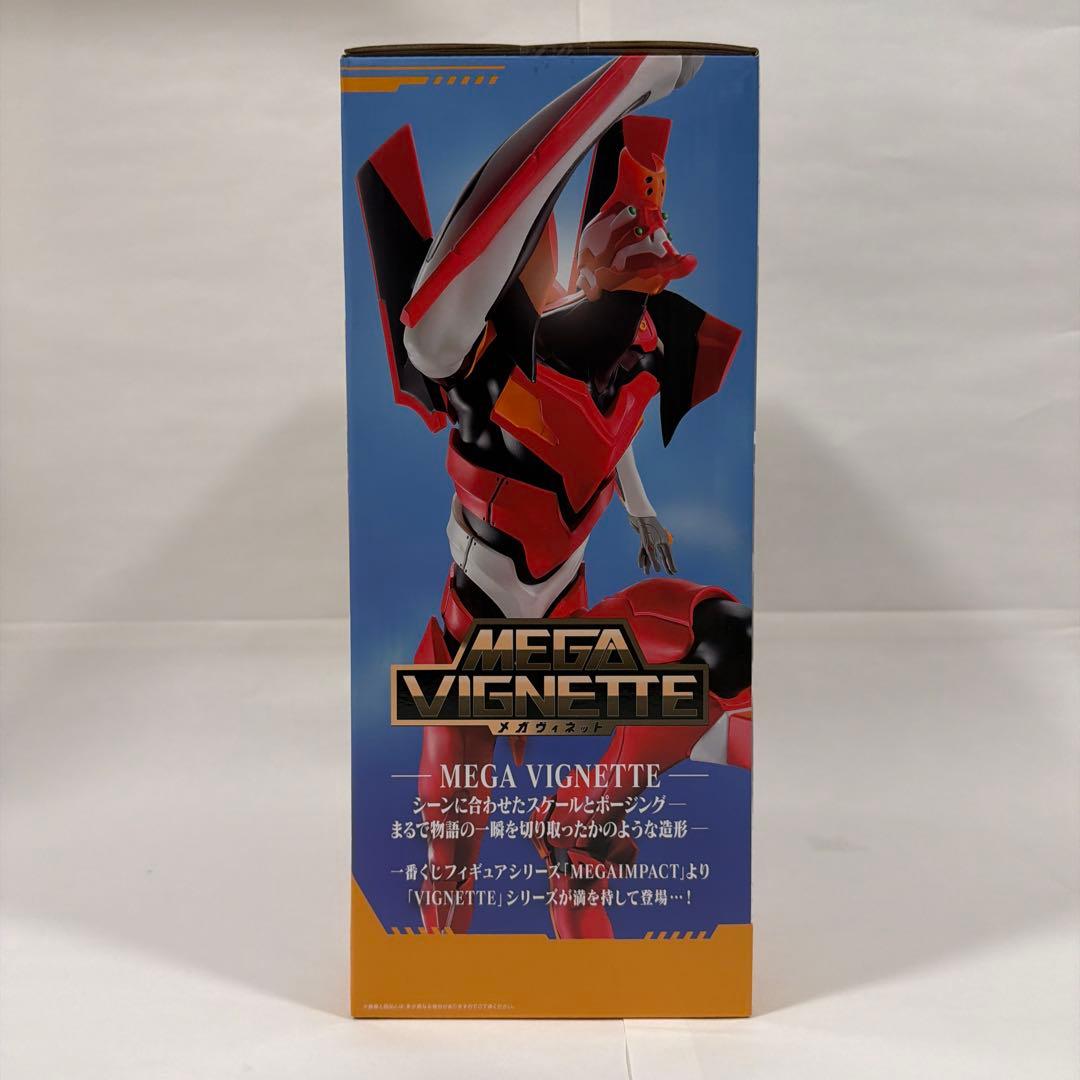 MEGA
VIGNETTE
メガヴィネット
MEGA VIGNETTE
シーンに合わせたスケールとポージング―
まるで物語の一瞬を切り取ったかのような造形―
一番くじフィギュアシリーズ「MEGAIMPACT」より
「VIGNETTE」シリーズが満を持して登場…!